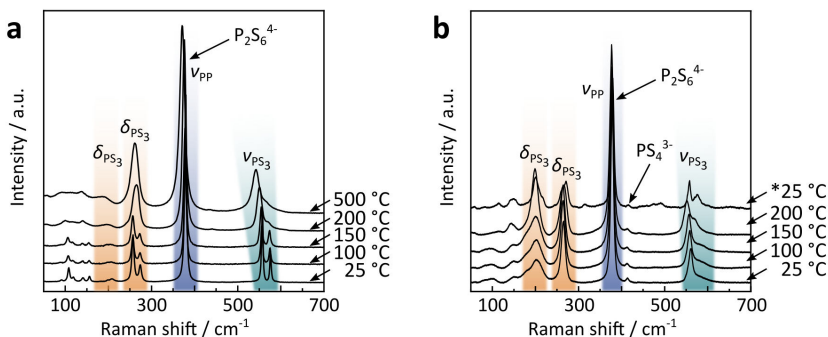 a
Intensity / a.u.
P₂S₆⁴⁻
νPP
δPS₃
δPS₃
νPS₃
500 °C
200 °C
150 °C
100 °C
25 °C
100 300 500 700
Raman shift / cm⁻¹
b
Intensity / a.u.
νPP
P₂S₆⁴⁻
PS₄³⁻
δPS₃
δPS₃
νPS₃
*25 °C
200 °C
150 °C
100 °C
25 °C
100 300 500 700
Raman shift / cm⁻¹